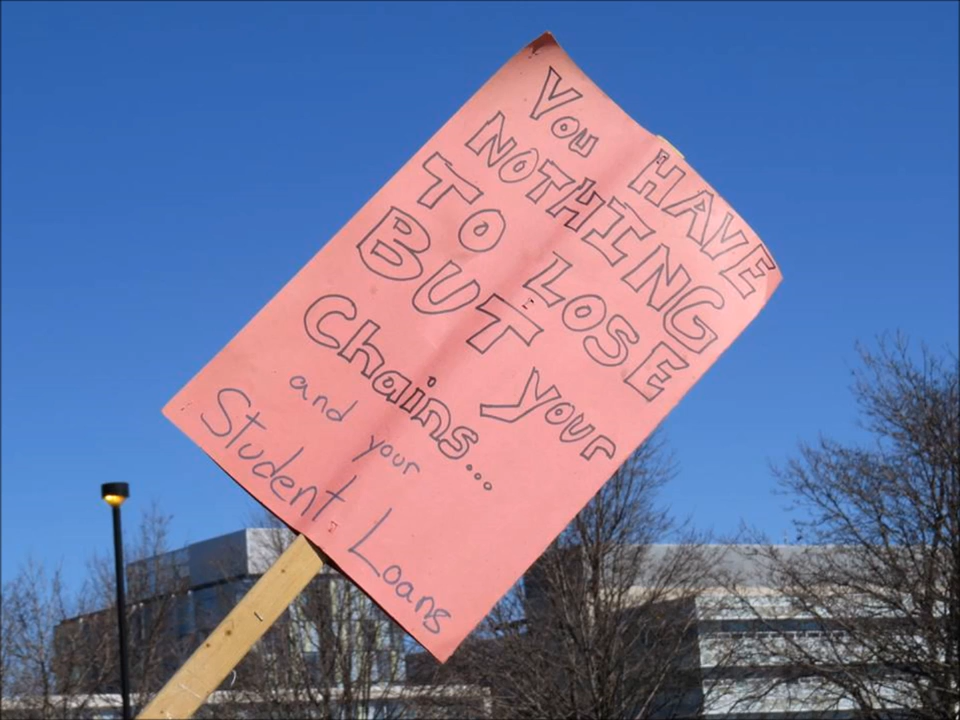 You HAVE
NOTHING
TO LOSE
BUT your
Chains...
and your
Student Loans